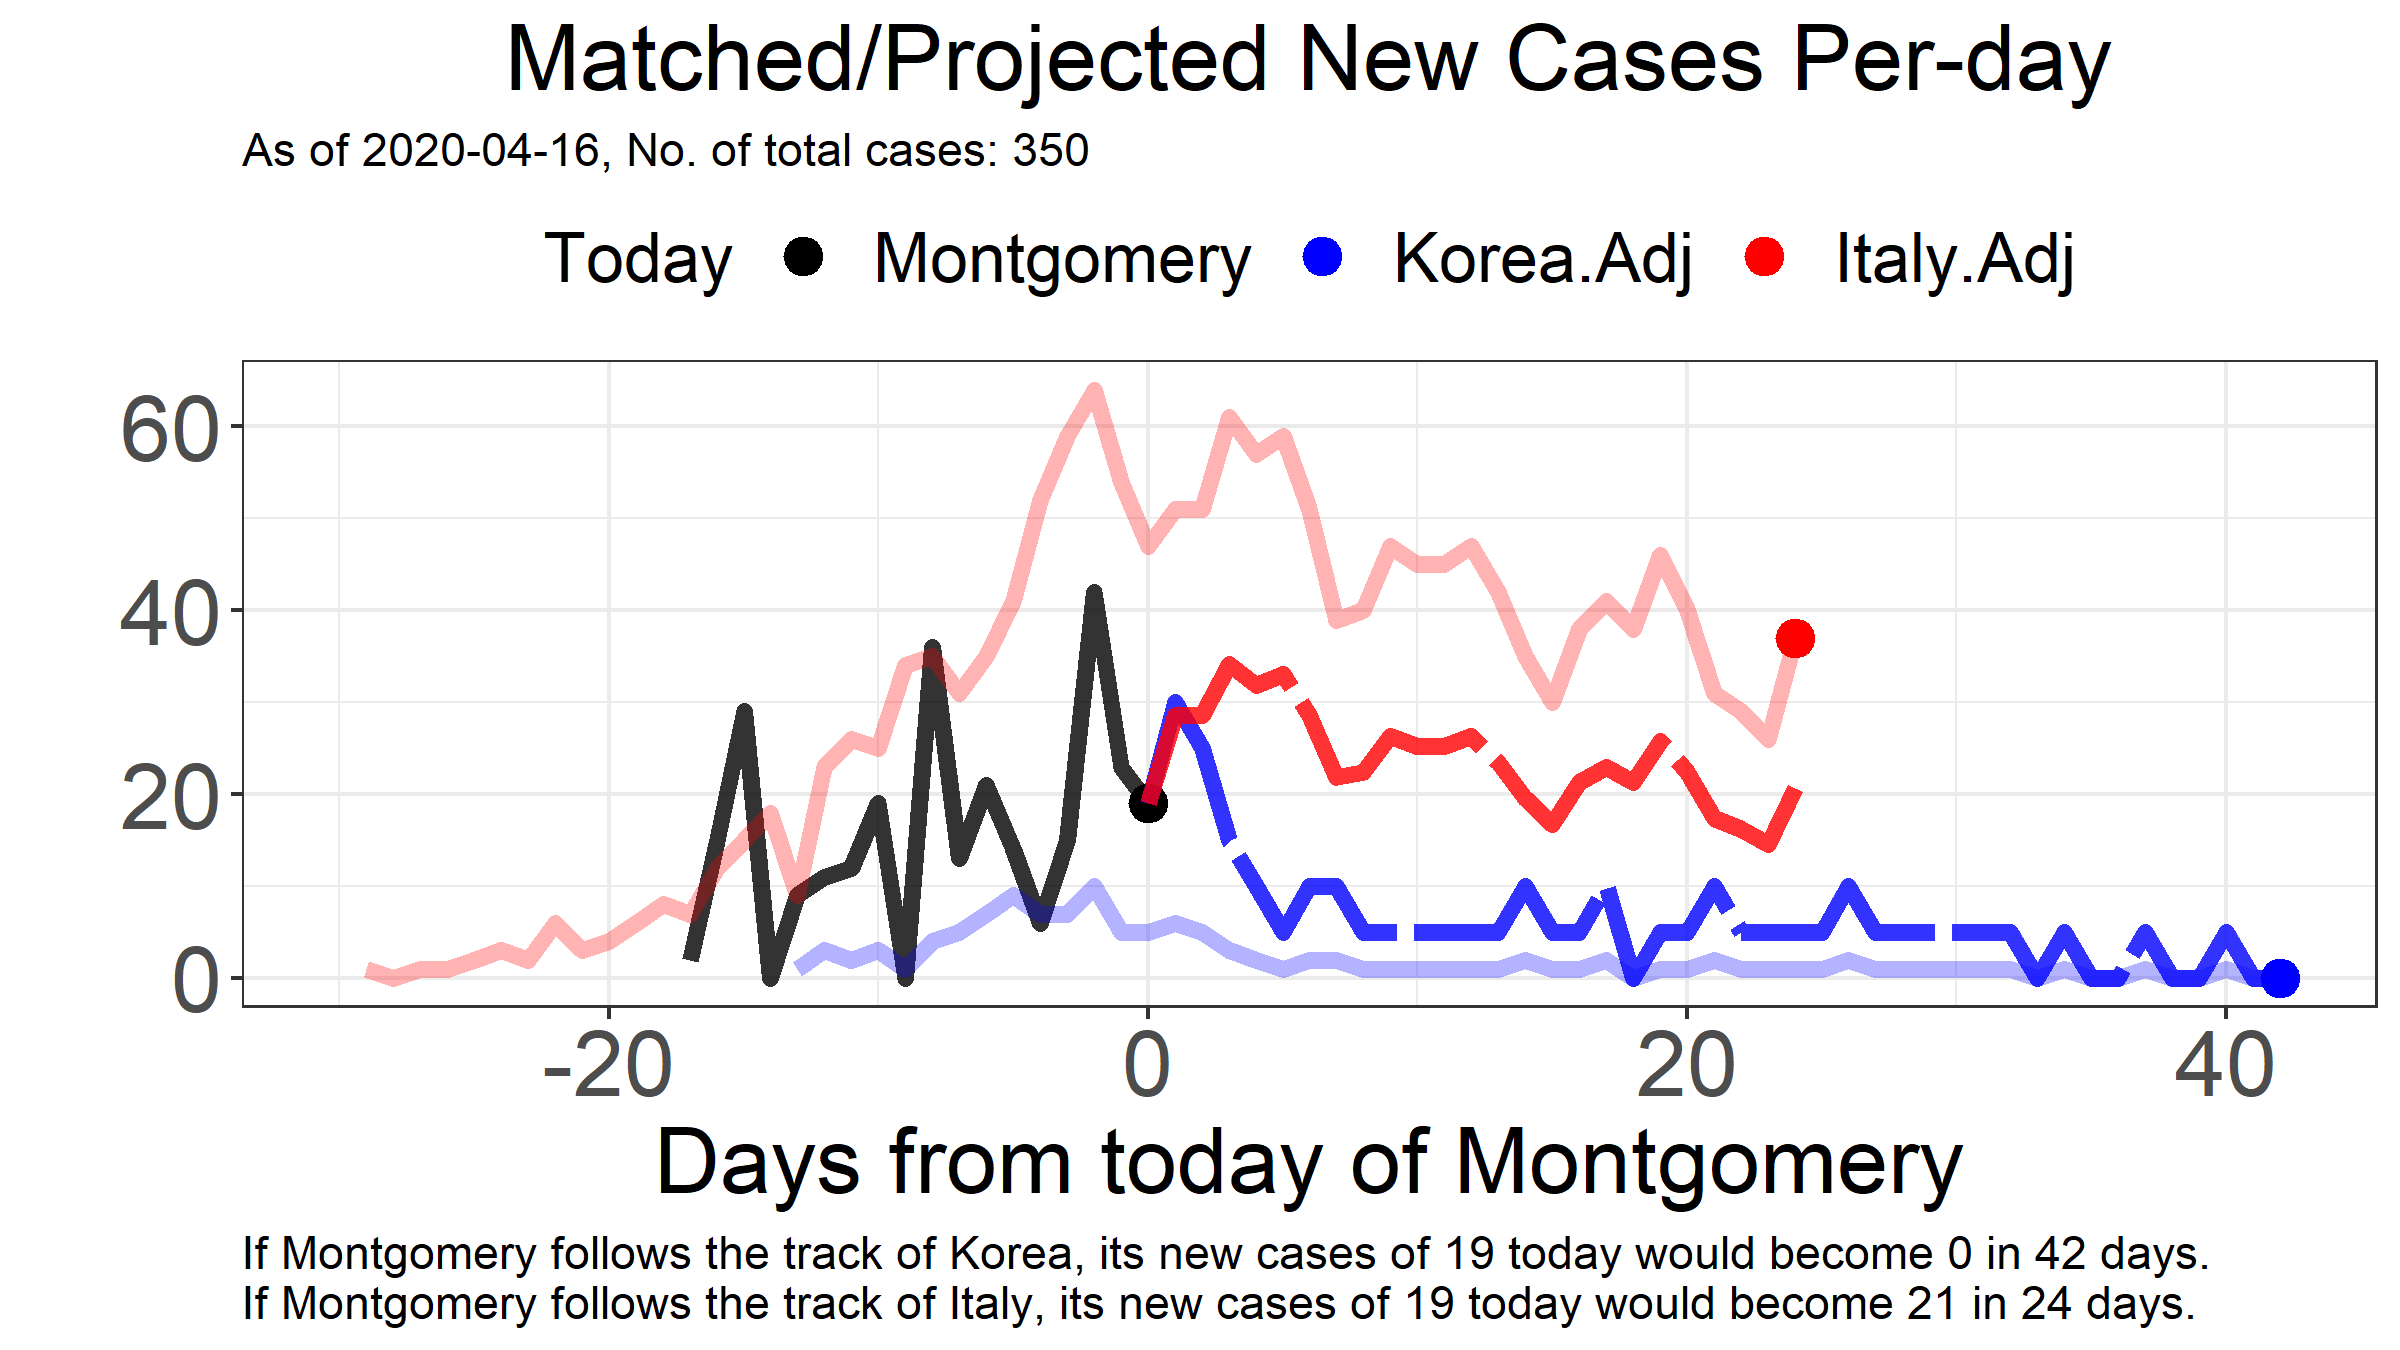 Matched/Projected New Cases Per-day
As of 2020-04-16, No. of total cases: 350
Today Montgomery Korea.Adj Italy.Adj
60
40
20
0
-20 0 20 40
Days from today of Montgomery
If Montgomery follows the track of Korea, its new cases of 19 today would become 0 in 42 days.
If Montgomery follows the track of Italy, its new cases of 19 today would become 21 in 24 days.